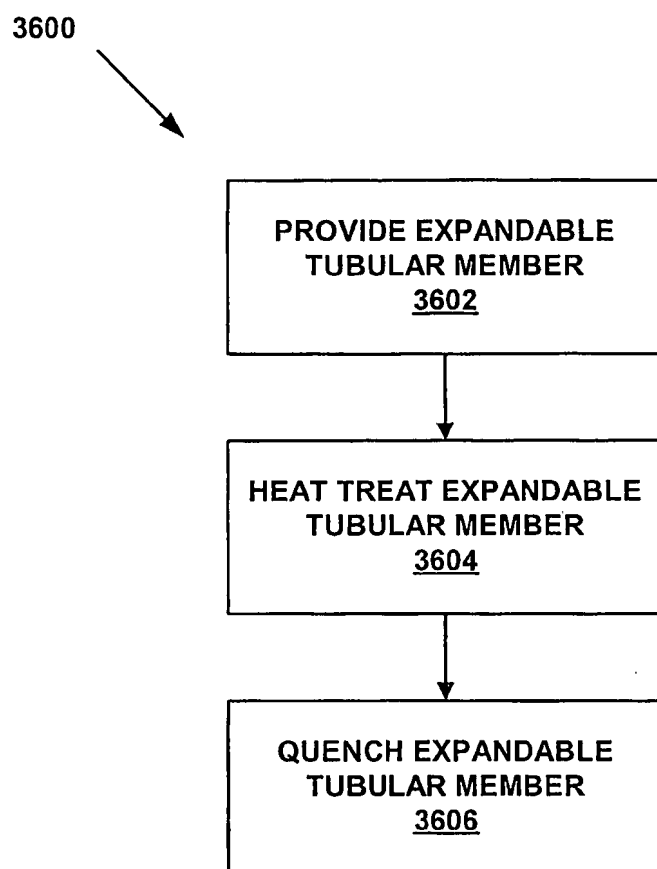 3600
PROVIDE EXPANDABLE
TUBULAR MEMBER
3602
HEAT TREAT EXPANDABLE
TUBULAR MEMBER
3604
QUENCH EXPANDABLE
TUBULAR MEMBER
3606